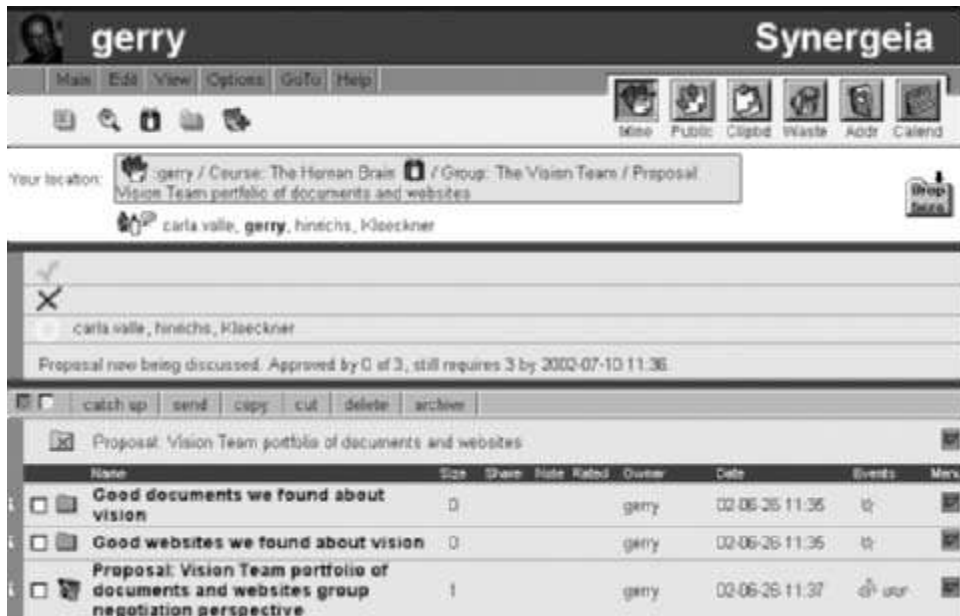 gerry Synergeia
Main Edit View Options GoTo Help
Mine Public Clipbd Waste Addr Calend
Your location: :gerry / Course: The Human Brain / Group: The Vision Team / Proposal:
Vision Team portfolio of documents and websites
Drop here
carla valle, gerry, hinrichs, Kloeckner
carla valle, hinrichs, Kloeckner
Proposal now being discussed. Approved by 0 of 3, still requires 3 by 2002-07-10 11:36.
catch up send copy cut delete archive
Proposal: Vision Team portfolio of documents and websites
Name Size Share Note Rated Owner Date Events Menu
Good documents we found about
vision 0 gerry 02-06-26 11:35
Good websites we found about vision 0 gerry 02-06-26 11:35
Proposal: Vision Team portfolio of
documents and websites group 1 gerry 02-06-26 11:37
negotiation perspective